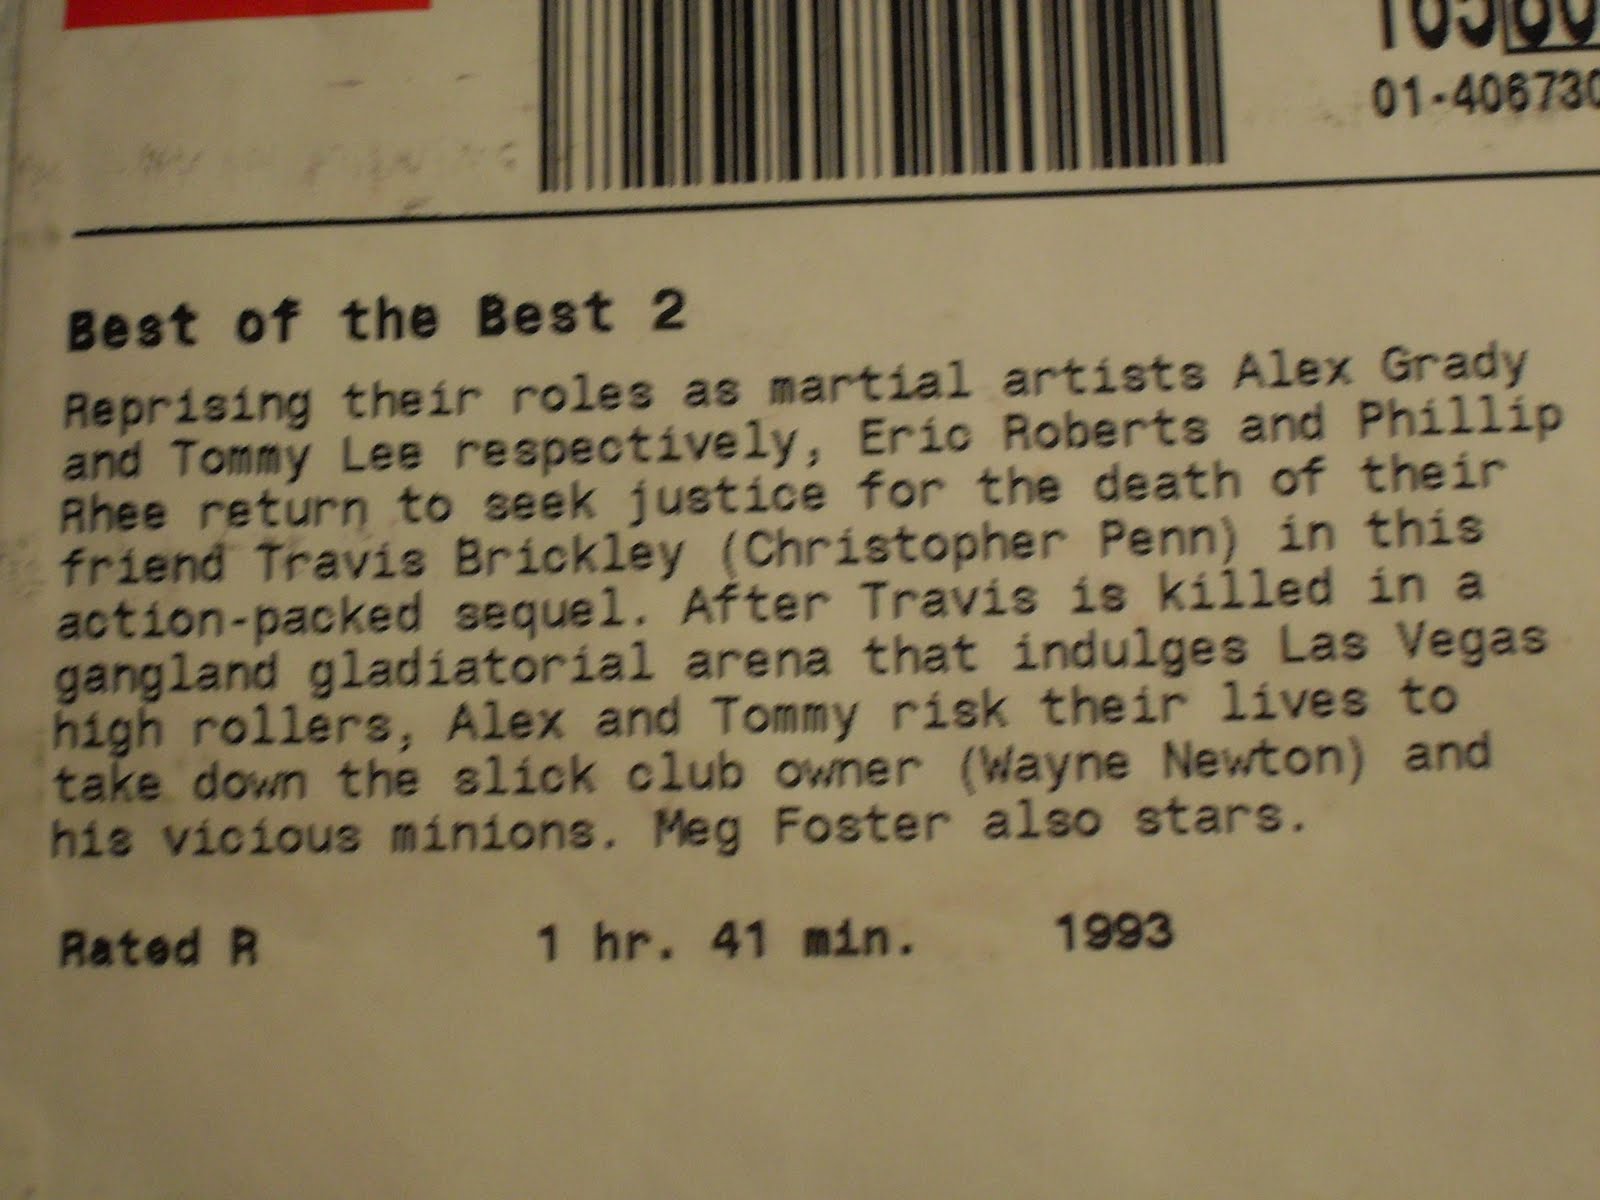 01-406730
Best of the Best 2
Reprising their roles as martial artists Alex Grady
and Tommy Lee respectively, Eric Roberts and Phillip
Rhee return to seek justice for the death of their
friend Travis Brickley (Christopher Penn) in this
action-packed sequel. After Travis is killed in a
gangland gladiatorial arena that indulges Las Vegas
high rollers, Alex and Tommy risk their lives to
take down the slick club owner (Wayne Newton) and
his vicious minions. Meg Foster also stars.
Rated R 1 hr. 41 min. 1993